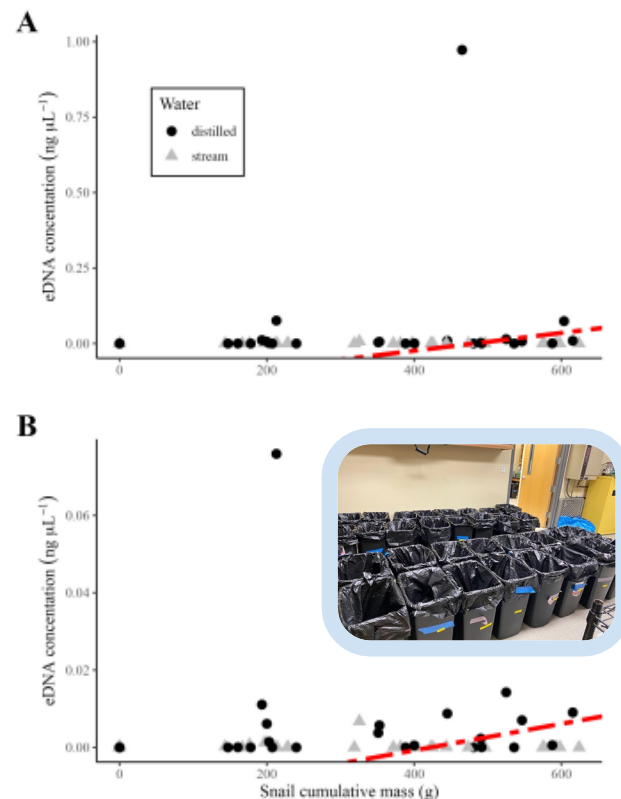 A
eDNA concentation (ng µL⁻¹)
1.00
0.75
0.50
0.25
0.00
Water
distilled
stream
0 200 400 600
B
eDNA concentation (ng µL⁻¹)
0.06
0.04
0.02
0.00
0 200 400 600
Snail cumulative mass (g)